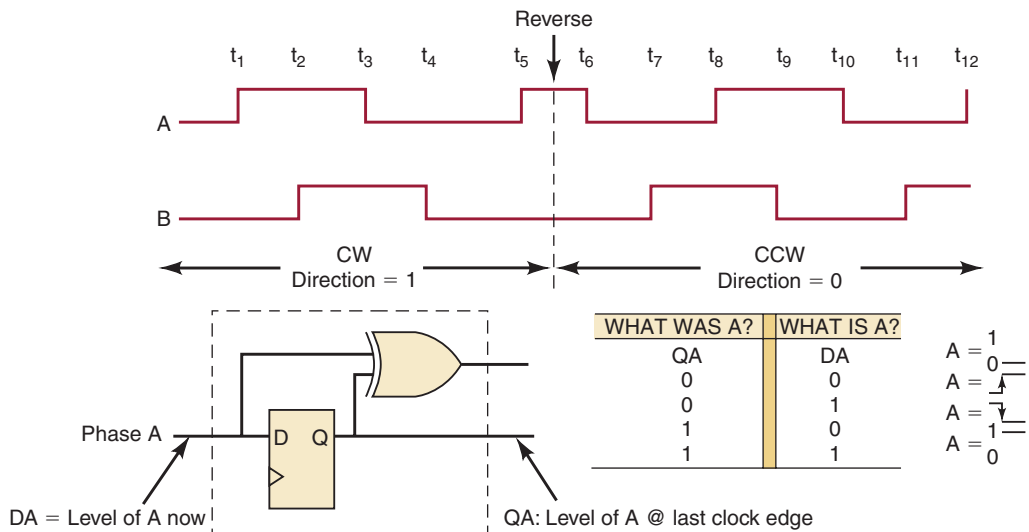 Reverse
t1 t2 t3 t4 t5 t6 t7 t8 t9 t10 t11 t12
A
B
CW
Direction = 1
CCW
Direction = 0
WHAT WAS A? WHAT IS A?
QA DA
0 0
0 1
1 0
1 1
A = 1 0
A =
A =
A = 1 0
Phase A
D Q
DA = Level of A now
QA: Level of A @ last clock edge